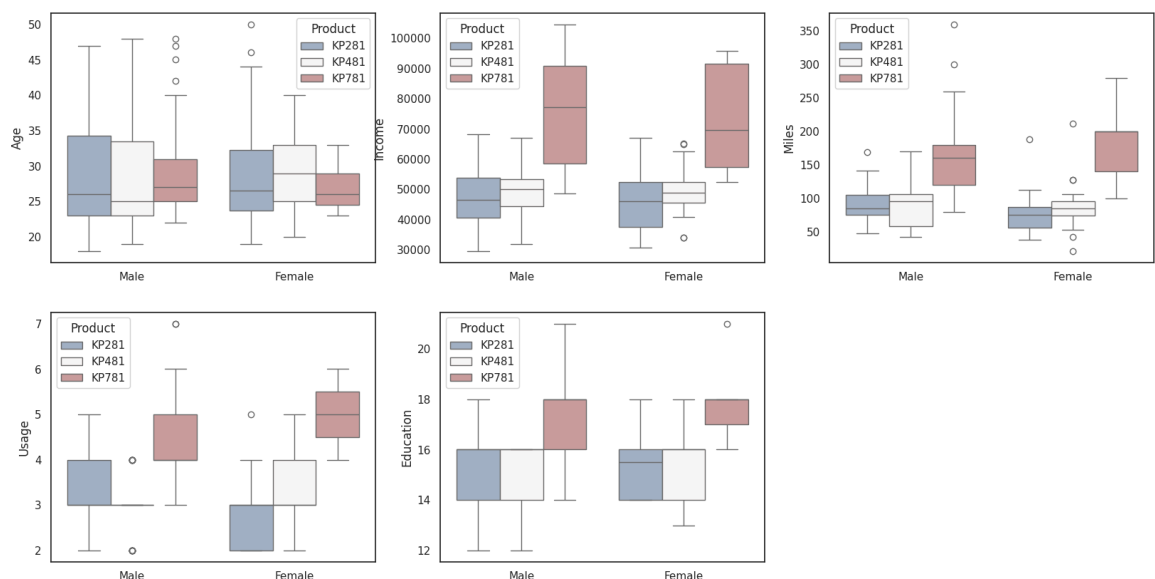 Age
50
45
40
35
30
25
20
Product
KP281
KP481
KP781
Male
Female
Income
100000
90000
80000
70000
60000
50000
40000
30000
Product
KP281
KP481
KP781
Male
Female
Miles
350
300
250
200
150
100
50
Product
KP281
KP481
KP781
Male
Female
Usage
7
6
5
4
3
2
Product
KP281
KP481
KP781
Male
Female
Education
20
18
16
14
12
Product
KP281
KP481
KP781
Male
Female